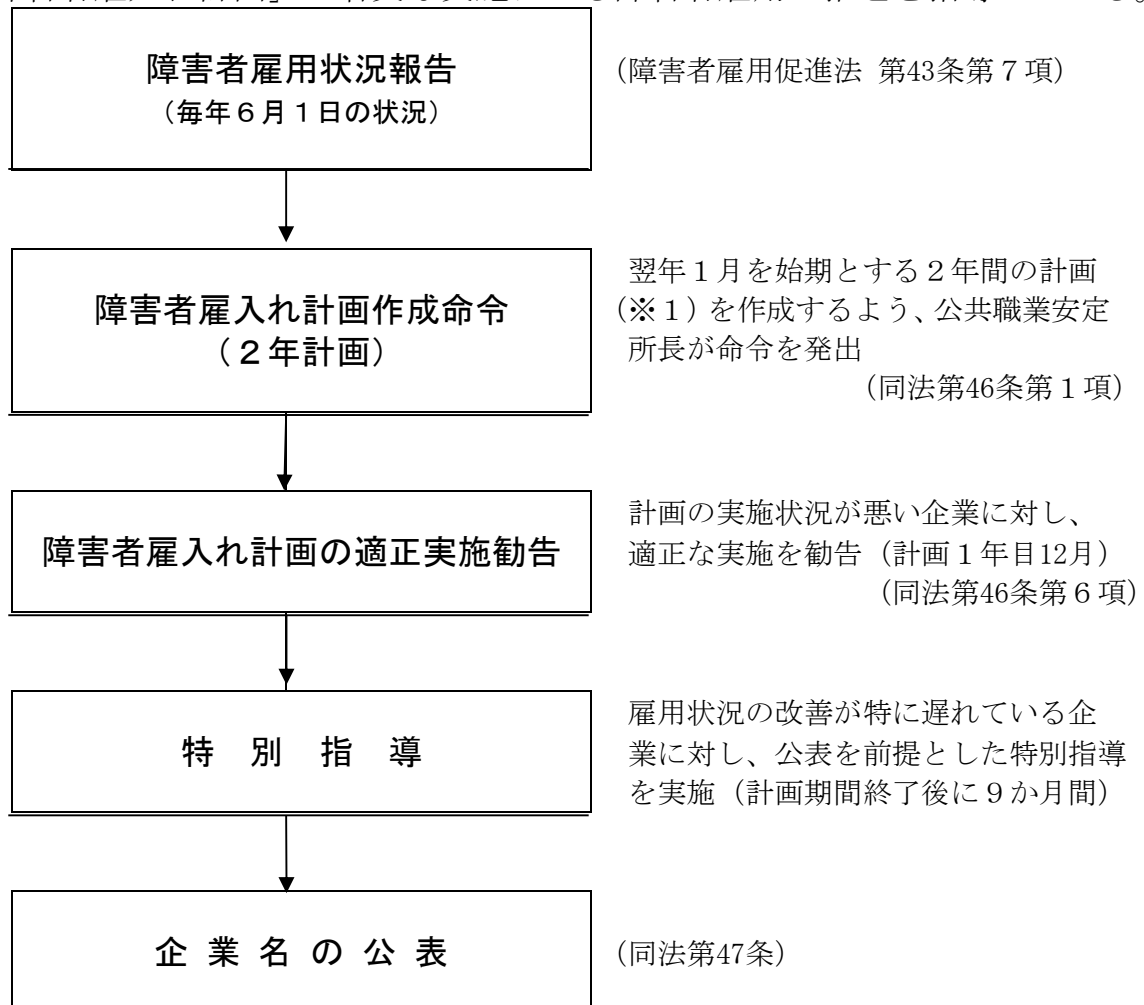 障害者雇用状況報告
（毎年６月１日の状況）
（障害者雇用促進法 第43条第７項）
障害者雇入れ計画作成命令
（２年計画）
翌年１月を始期とする２年間の計画
（※１）を作成するよう、公共職業安定
所長が命令を発出
（同法第46条第１項）
障害者雇入れ計画の適正実施勧告
計画の実施状況が悪い企業に対し、
適正な実施を勧告（計画１年目12月）
（同法第46条第６項）
特別指導
雇用状況の改善が特に遅れている企
業に対し、公表を前提とした特別指導
を実施（計画期間終了後に９か月間）
企業名の公表
（同法第47条）